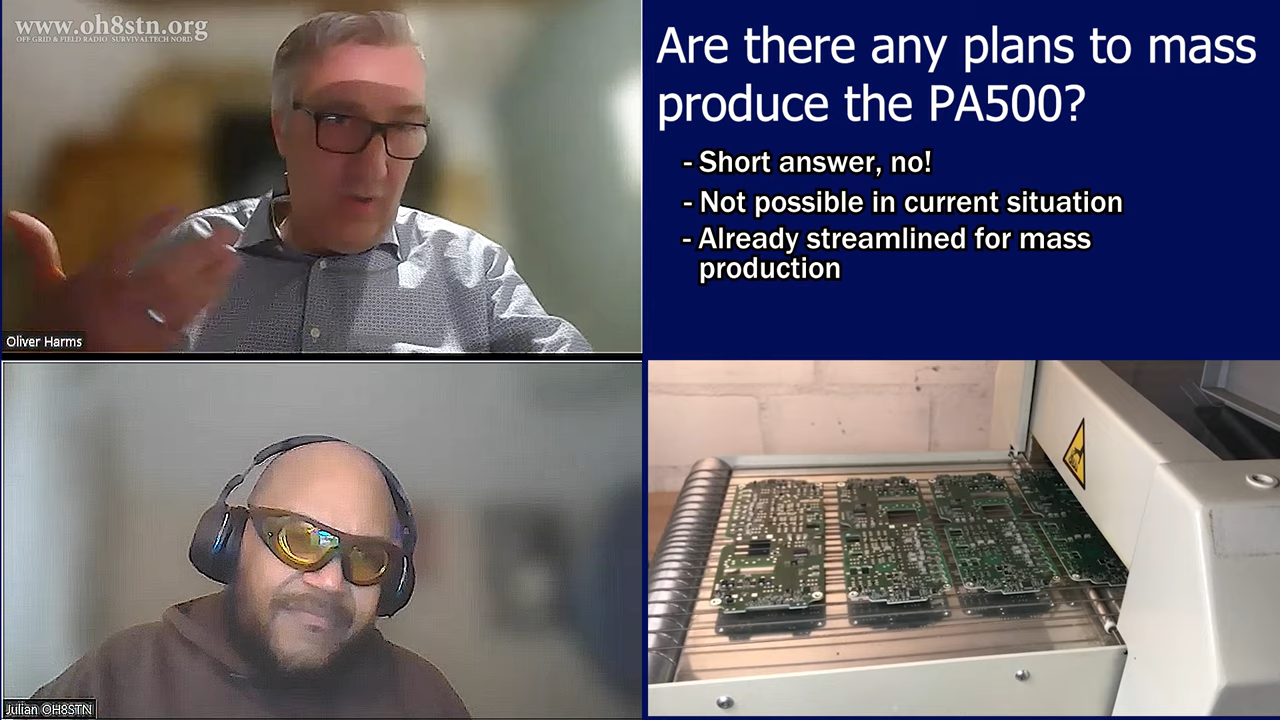 www.oh8stn.org
OFF GRID & FIELD RADIO SURVIVALTECH NORD
Oliver Harms
Are there any plans to mass
produce the PA500?
- Short answer, no!
- Not possible in current situation
- Already streamlined for mass
production
Julian OH8STN